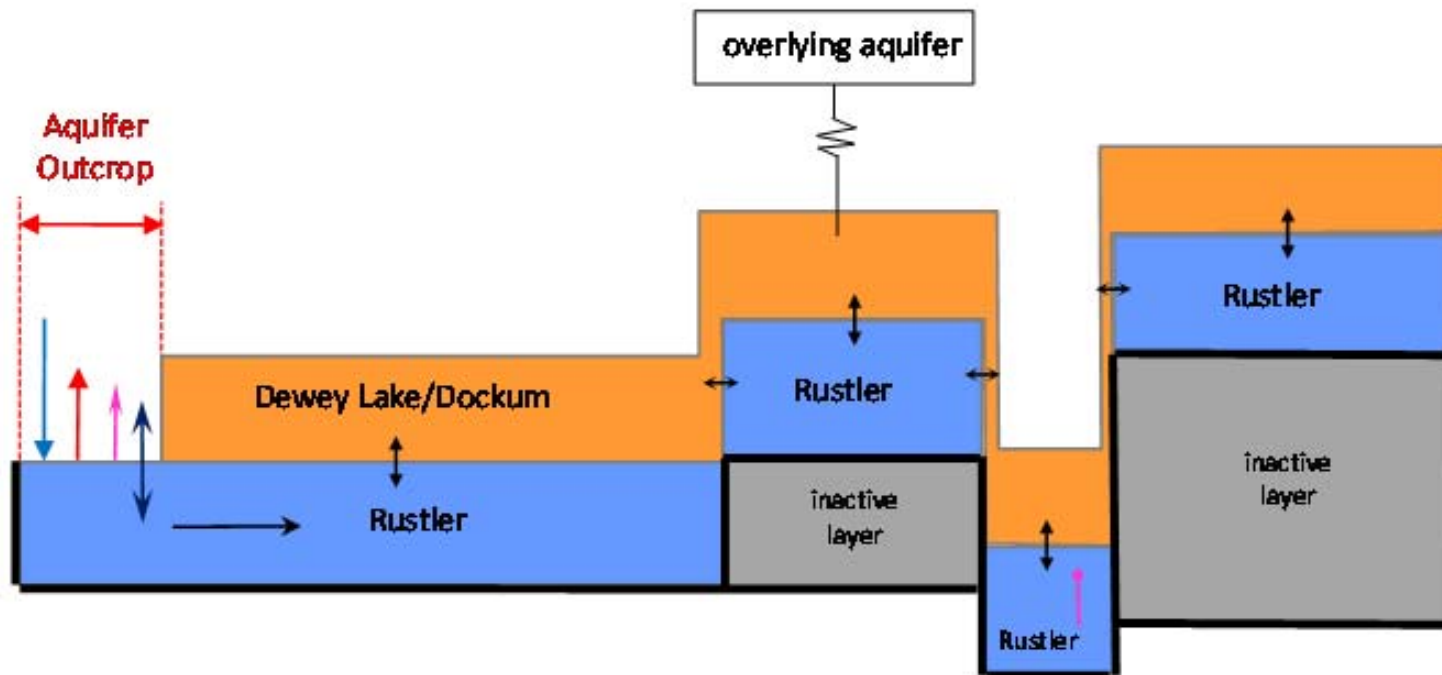 overlying aquifer
Aquifer
Outcrop
Rustler
Dewey Lake/Dockum
Rustler
Rustler
inactive
layer
inactive
layer
Rustler